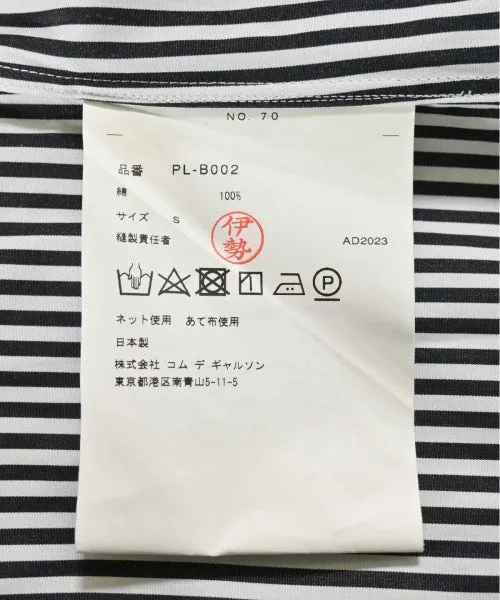 NO. 70
品番 PL-B002
綿 100%
サイズ S
縫製責任者 伊勢 AD2023
ネット使用 あて布使用
日本製
株式会社 コム デ ギャルソン
東京都港区南青山5-11-5